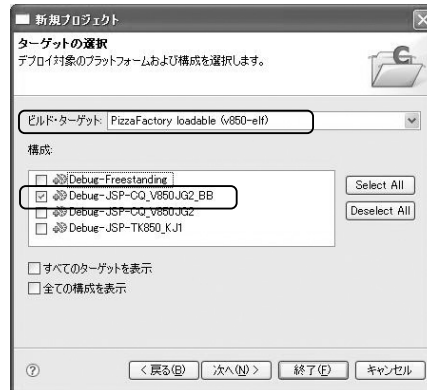 新規プロジェクト
ターゲットの選択
デプロイ対象のプラットフォームおよび構成を選択します。
ビルド・ターゲット: PizzaFactory loadable (v850-elf)
構成:
Debug-Freestanding
Debug-JSP-CQ_V850JG2_BB
Debug-JSP-CQ_V850JG2
Debug-JSP-TK850_KJ1
Select All
Deselect All
すべてのターゲットを表示
全ての構成を表示
< 戻る(B)
次へ(N) >
終了(F)
キャンセル